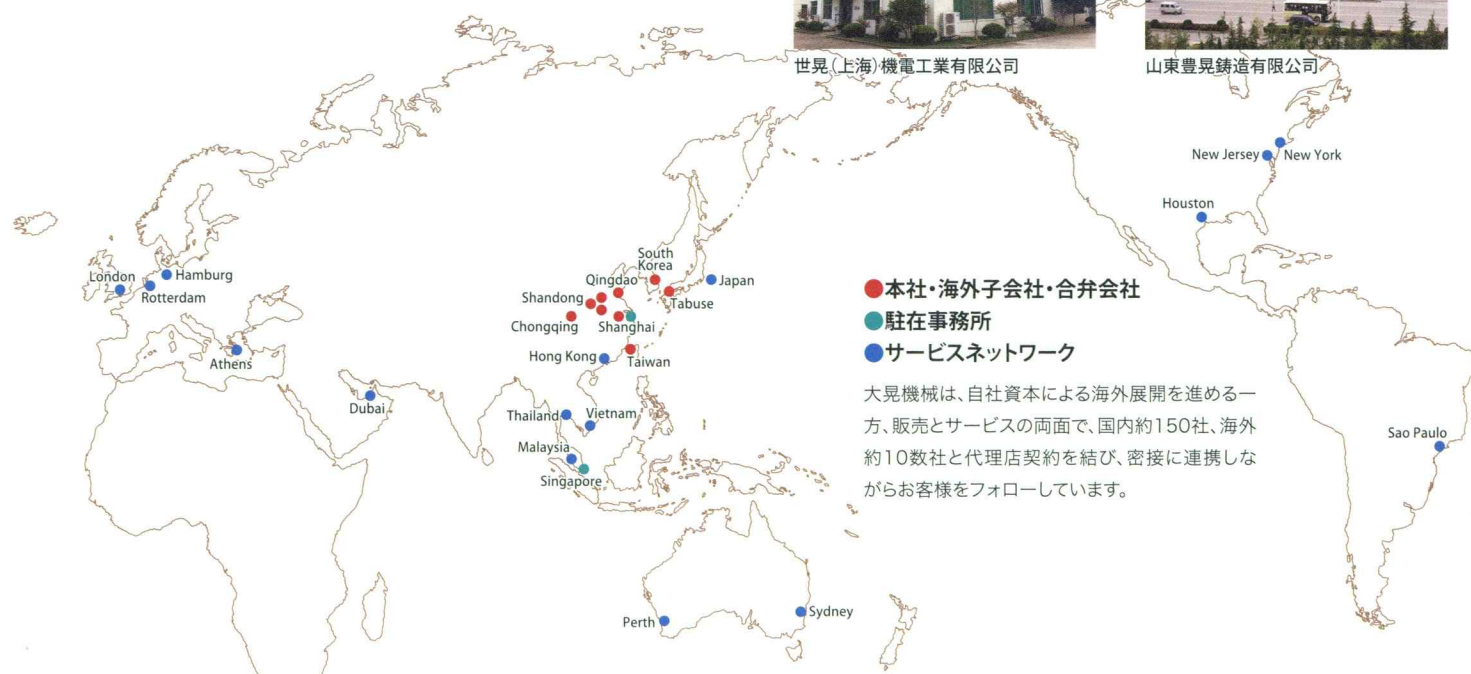 世晃(上海)機電工業有限公司
山東豊晃鋳造有限公司
New Jersey
New York
Houston
South
Korea
London
Hamburg
Rotterdam
Qingdao
Japan
Shandong
Tabuse
Chongqing
Shanghai
Hong Kong
Taiwan
Athens
Dubai
Thailand
Vietnam
Malaysia
Singapore
Sao Paulo
Perth
Sydney
本社・海外子会社・合弁会社
駐在事務所
サービスネットワーク
大晃機械は、自社資本による海外展開を進める一
方、販売とサービスの両面で、国内約150社、海外
約10数社と代理店契約を結び、密接に連携しな
がらお客様をフォローしています。